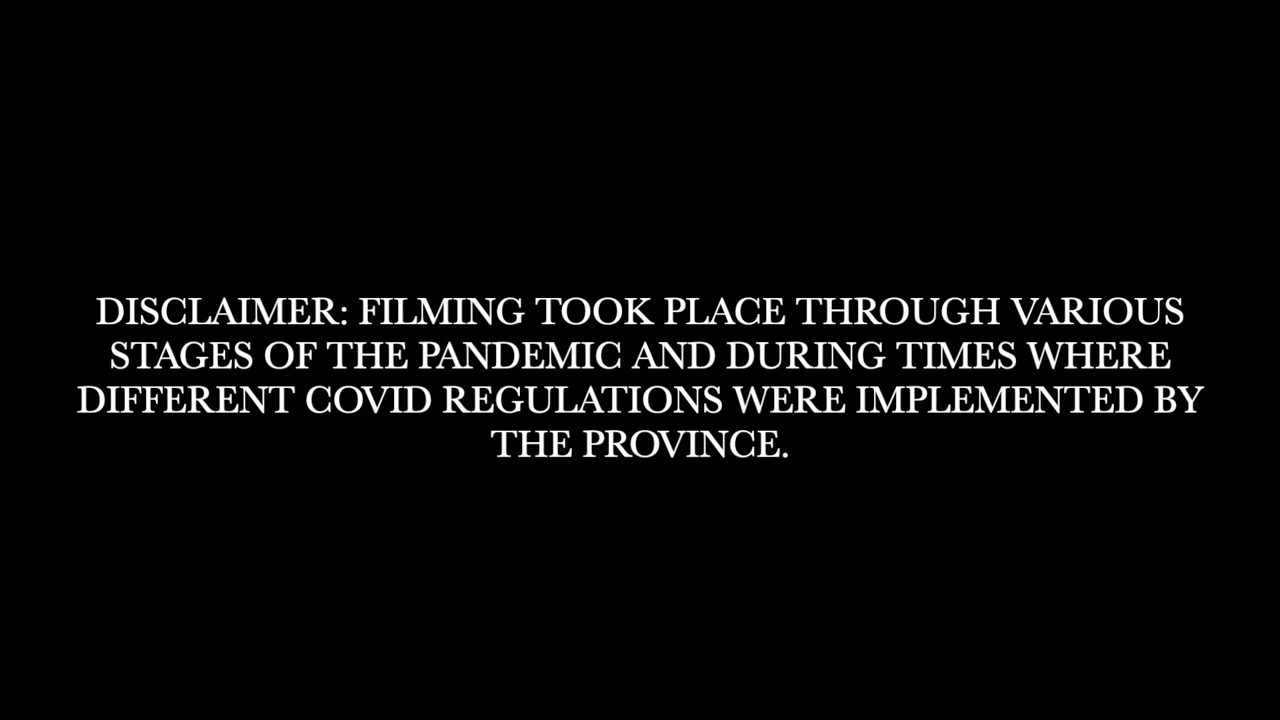 DISCLAIMER: FILMING TOOK PLACE THROUGH VARIOUS
STAGES OF THE PANDEMIC AND DURING TIMES WHERE
DIFFERENT COVID REGULATIONS WERE IMPLEMENTED BY
THE PROVINCE.